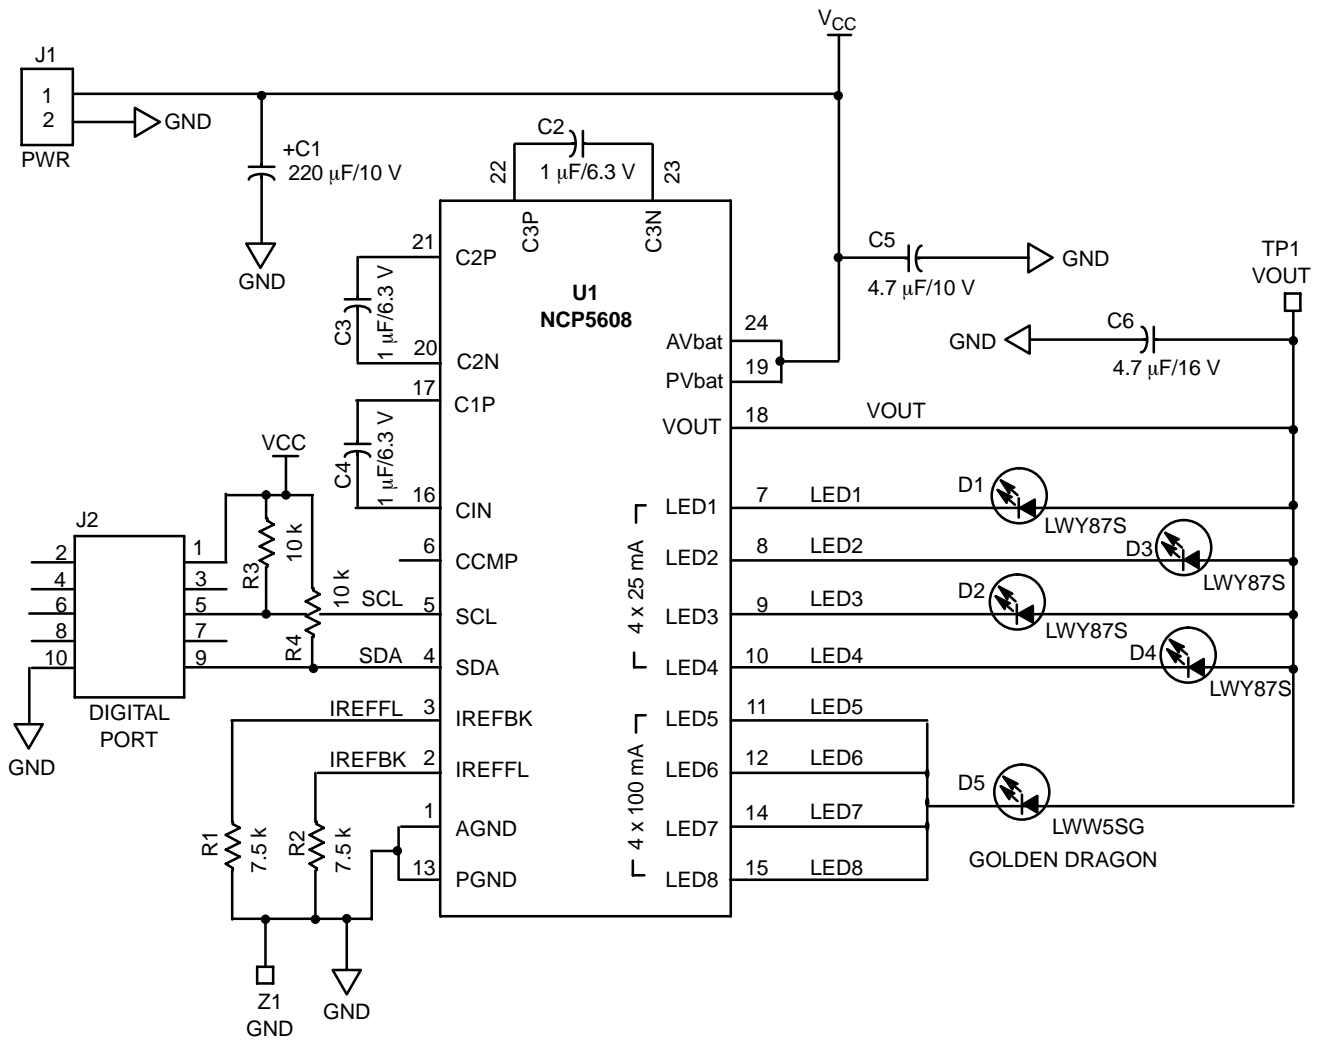 VCC
J1
1
2
GND
PWR
+C1
220 µF/10 V
GND
C2
1 µF/6.3 V
22
23
C3P
C3N
U1
NCP5608
21
C2P
C3
1 µF/6.3 V
20
C2N
17
C1P
C4
1 µF/6.3 V
16
CIN
6
CCMP
SCL
5
SCL
SDA
4
SDA
IREFFL
3
IREFBK
IREFBK
2
IREFFL
1
AGND
13
PGND
C5
4.7 µF/10 V
GND
TP1
VOUT
GND
C6
4.7 µF/16 V
AVbat
24
PVbat
19
VOUT
18
VOUT
4 x 25 mA
LED1
7
LED1
D1
LWY87S
LED2
8
LED2
D3
LWY87S
LED3
9
LED3
D2
LWY87S
LED4
10
LED4
D4
LWY87S
4 x 100 mA
LED5
11
LED5
LED6
12
LED6
LED7
14
LED7
LED8
15
LED8
D5
LWW5SG
GOLDEN DRAGON
VCC
R3
10 k
R4
10 k
J2
2
1
4
3
6
5
8
7
10
9
DIGITAL
PORT
GND
R1
7.5 k
R2
7.5 k
Z1
GND
GND